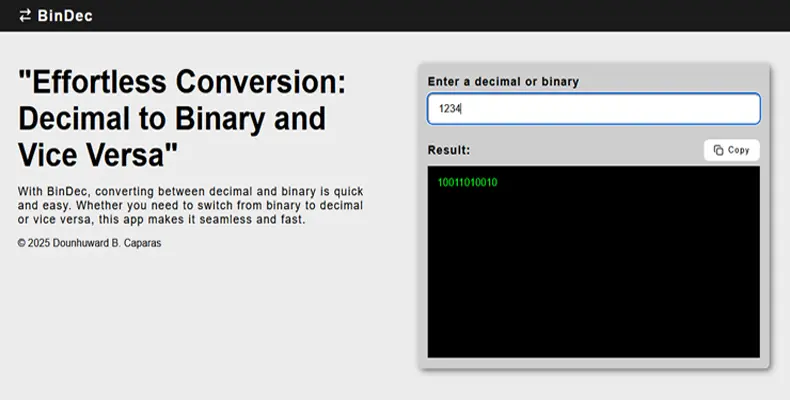 BinDec
"Effortless Conversion:
Decimal to Binary and
Vice Versa"
With BinDec, converting between decimal and binary is quick
and easy. Whether you need to switch from binary to decimal
or vice versa, this app makes it seamless and fast.
© 2025 Dounhuward B. Caparas
Enter a decimal or binary
1234
Result:
Copy
10011010010